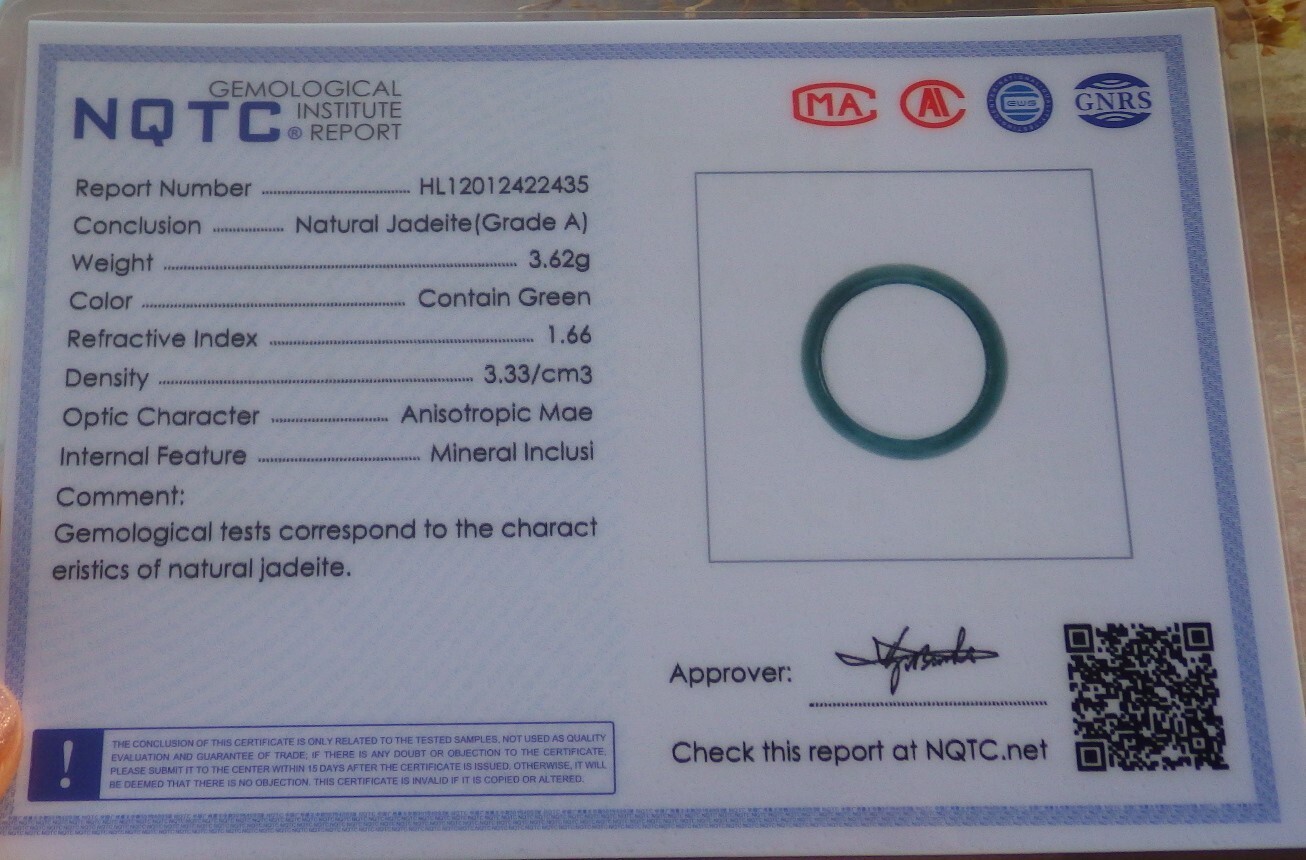 GEMOLOGICAL
NQTC® INSTITUTE
REPORT
MA
GNRS
Report Number ........ HL12012422435
Conclusion ........ Natural Jadeite(Grade A)
Weight ........ 3.62g
Color ........ Contain Green
Refractive Index ........ 1.66
Density ........ 3.33/cm3
Optic Character ........ Anisotropic Mae
Internal Feature ........ Mineral Inclusi
Comment:
Gemological tests correspond to the charact
eristics of natural jadeite.
Approver:
Check this report at NQTC.net
!
THE CONCLUSION OF THIS CERTIFICATE IS ONLY RELATED TO THE TESTED SAMPLES, NOT USED AS QUALITY
EVALUATION AND GUARANTEE OF TRADE; IF THERE IS ANY DOUBT OR OBJECTION TO THE CERTIFICATE,
PLEASE SUBMIT IT TO THE CENTER WITHIN 15 DAYS AFTER THE CERTIFICATE IS ISSUED. OTHERWISE, IT WILL
BE DEEMED THAT THERE IS NO OBJECTION. THIS CERTIFICATE IS INVALID IF IT IS COPIED OR ALTERED.